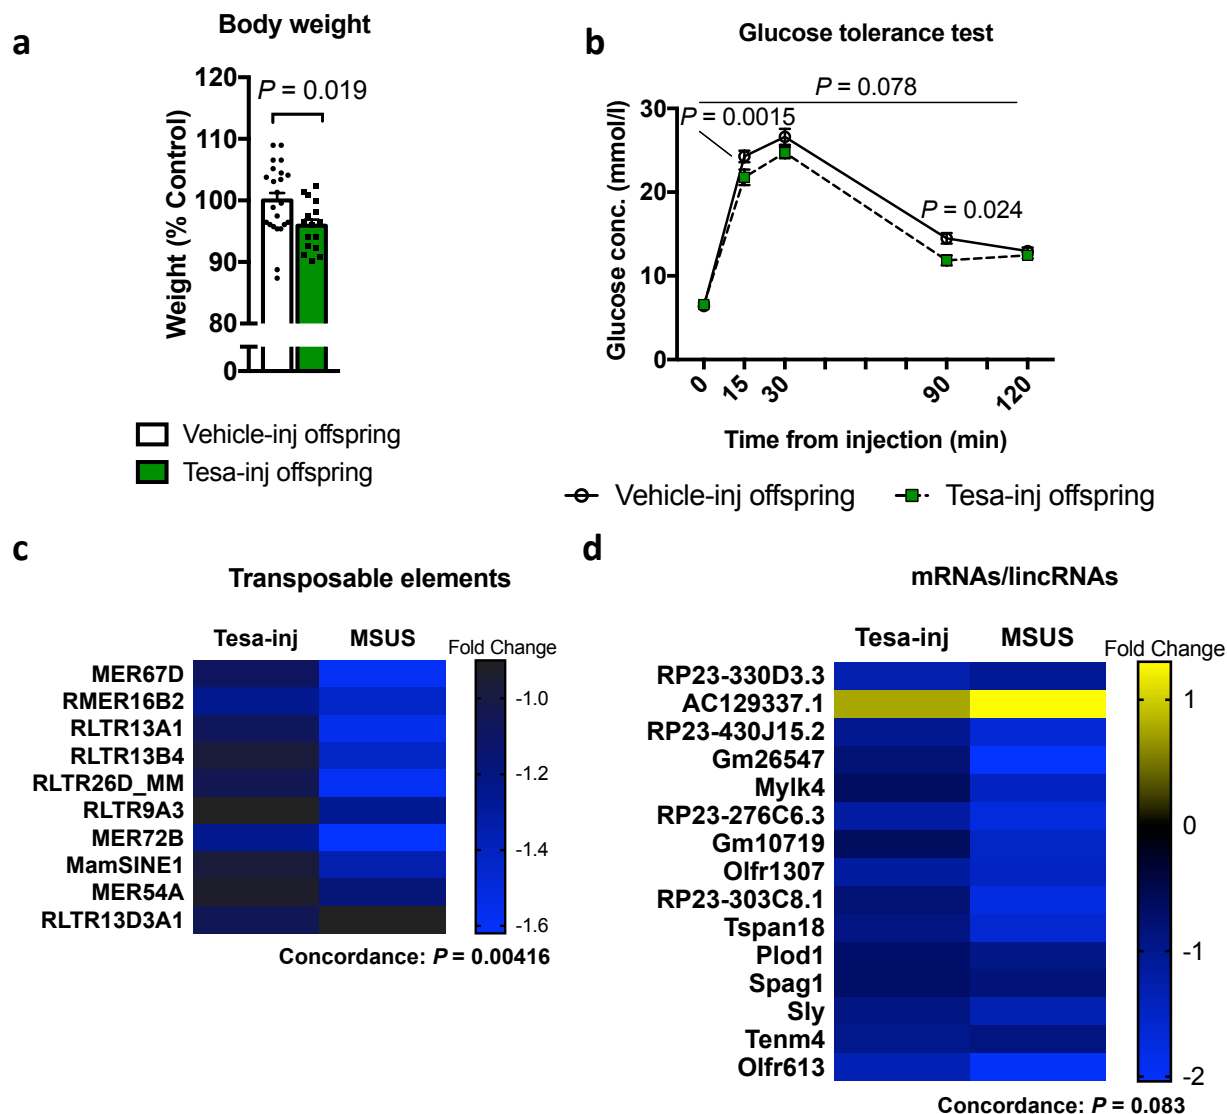 a
Body weight
Weight (% Control)
120
110
100
90
80
0
P = 0.019
Vehicle-inj offspring
Tesa-inj offspring
b
Glucose tolerance test
Glucose conc. (mmol/l)
30
20
10
0
P = 0.078
P = 0.0015
P = 0.024
0
15
30
90
120
Time from injection (min)
Vehicle-inj offspring
Tesa-inj offspring
c
Transposable elements
Tesa-inj
MSUS
Fold Change
MER67D
RMER16B2
RLTR13A1
RLTR13B4
RLTR26D_MM
RLTR9A3
MER72B
MamSINE1
MER54A
RLTR13D3A1
-1.0
-1.2
-1.4
-1.6
Concordance: P = 0.00416
d
mRNAs/lincRNAs
Tesa-inj
MSUS
Fold Change
RP23-330D3.3
AC129337.1
RP23-430J15.2
Gm26547
Mylk4
RP23-276C6.3
Gm10719
Olfr1307
RP23-303C8.1
Tspan18
Plod1
Spag1
Sly
Tenm4
Olfr613
1
0
-1
-2
Concordance: P = 0.083